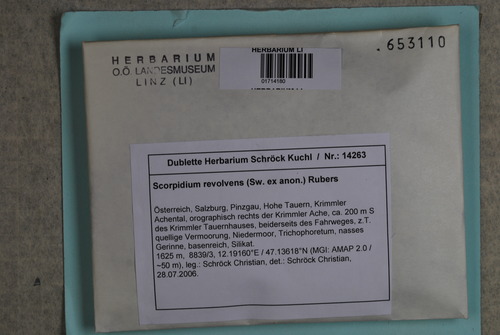 HERBARIUM
O.Ö. LANDESMUSEUM
LINZ (LI)
HERBARIUM LI
01714160
HERBARIUM LI
.653110
Dublette Herbarium Schröck Kuchl / Nr.: 14263
Scorpidium revolvens (Sw. ex anon.) Rubers
Österreich, Salzburg, Pinzgau, Hohe Tauern, Krimmler
Achental, orographisch rechts der Krimmler Ache, ca. 200 m S
des Krimmler Tauernhauses, beiderseits des Fahrweges, z.T.
quellige Vermoorung, Niedermoor, Trichophoretum, nasses
Gerinne, basenreich, Silikat.
1625 m, 8839/3, 12.19160°E / 47.13618°N (MGI: AMAP 2.0 /
~50 m), leg.: Schröck Christian, det.: Schröck Christian,
28.07.2006.